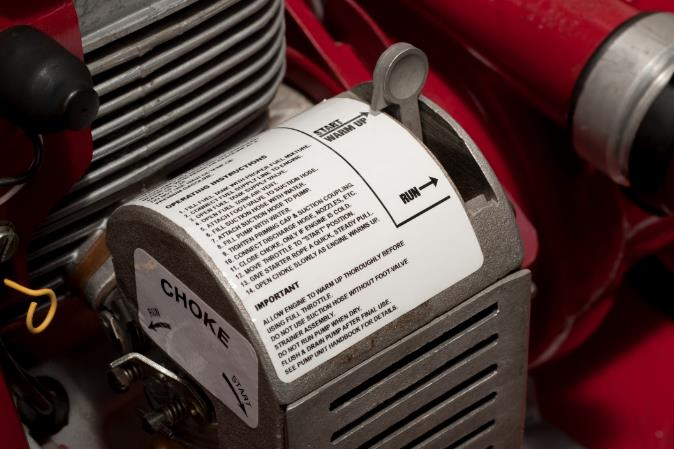 START
WARM UP
RUN
OPERATING INSTRUCTIONS
1. FILL FUEL TANK WITH PROPER FUEL MIXTURE.
2. CONNECT FUEL SUPPLY LINE TO ENGINE.
3. OPEN FUEL SUPPLY VALVE.
4. OPEN FUEL TANK AIR VENT.
5. ATTACH FOOT-VALVE TO SUCTION HOSE.
6. FILL SUCTION HOSE WITH WATER.
7. ATTACH SUCTION HOSE TO PUMP.
8. FILL PUMP WITH WATER.
9. TIGHTEN PRIMING CAP & SUCTION COUPLING.
10. CONNECT DISCHARGE HOSE, NOZZLES, ETC.
11. CLOSE CHOKE, ONLY IF ENGINE IS COLD.
12. MOVE THROTTLE TO "START" POSITION.
13. GIVE STARTER ROPE A QUICK, STEADY PULL.
14. OPEN CHOKE SLOWLY AS ENGINE WARMS UP.
IMPORTANT
ALLOW ENGINE TO WARM UP THOROUGHLY BEFORE
USING FULL THROTTLE.
DO NOT USE SUCTION HOSE WITHOUT FOOT-VALVE
STRAINER ASSEMBLY.
DO NOT RUN PUMP WHEN DRY.
FLUSH & DRAIN PUMP AFTER FINAL USE.
SEE PUMP UNIT HANDBOOK FOR DETAILS.
CHOKE
RUN
START